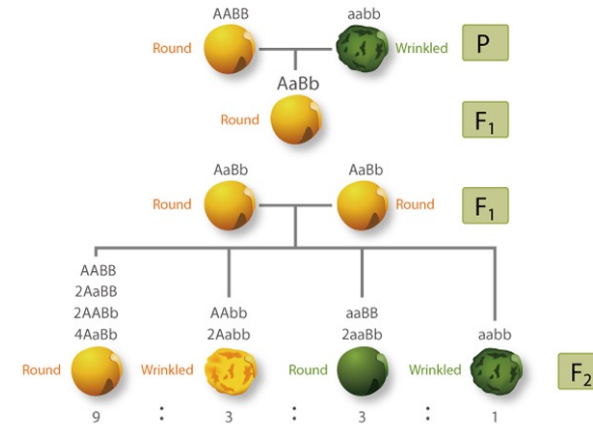 AABB aabb
Round Wrinkled P
AaBb
Round F1
AaBb AaBb
Round Round F1
AABB
2AaBB
2AABb AAbb aaBB
4AaBb 2Aabb 2aaBb aabb
Round Wrinkled Round Wrinkled F2
9 : 3 : 3 : 1